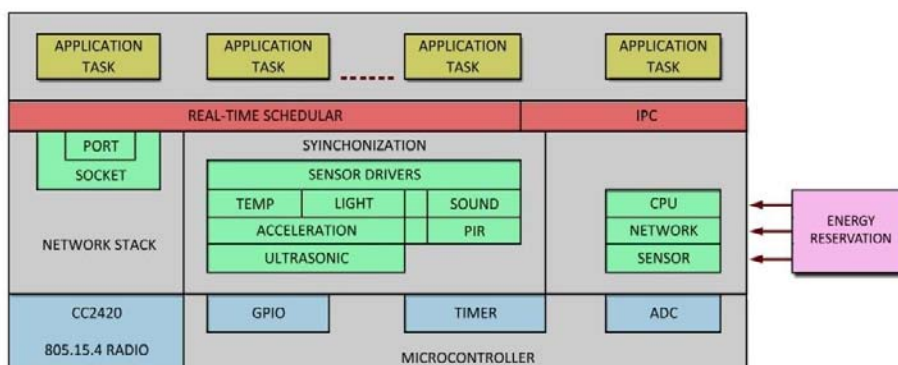 APPLICATION TASK
APPLICATION TASK
APPLICATION TASK
APPLICATION TASK
REAL-TIME SCHEDULAR
IPC
PORT
SOCKET
NETWORK STACK
SYINCHONIZATION
SENSOR DRIVERS
TEMP
LIGHT
SOUND
ACCELERATION
PIR
ULTRASONIC
CPU
NETWORK
SENSOR
ENERGY
RESERVATION
CC2420
805.15.4 RADIO
GPIO
TIMER
ADC
MICROCONTROLLER